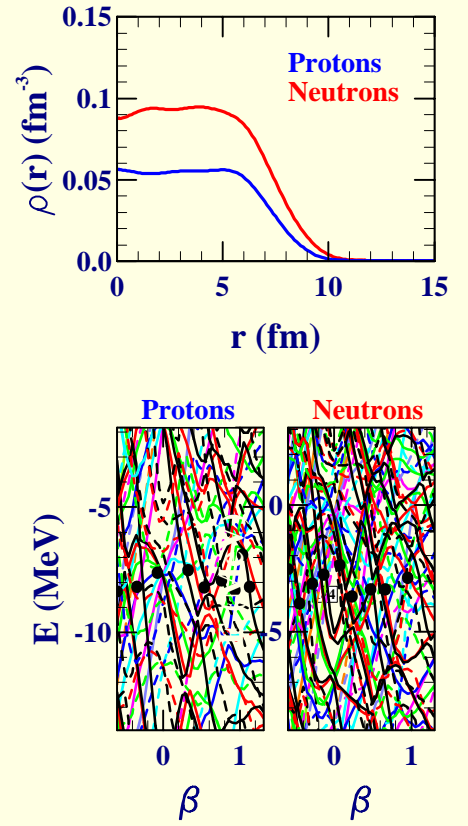 0.15
0.1
0.05
0.0
ρ(r) (fm-3)
Protons
Neutrons
0 5 10 15
r (fm)
Protons Neutrons
-5
-10
0
-5
E (MeV)
0 1 0 1
β β